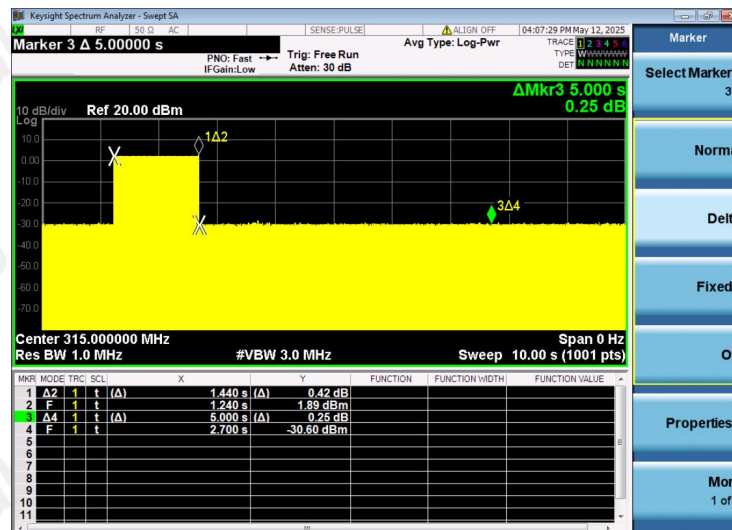 Keysight Spectrum Analyzer - Swept SA
RF 50 Ω AC SENSE:PULSE ALIGN OFF 04:07:29 PM May 12, 2025
Marker 3 Δ 5.00000 s
PNO: Fast
IFGain:Low
Trig: Free Run
Atten: 30 dB
Avg Type: Log-Pwr
TRACE 1 2 3 4 5 6
TYPE WWWWWW
DET N N N N N N
ΔMkr3 5.000 s
0.25 dB
10 dB/div Ref 20.00 dBm
Log
10.0
0.00
-10.0
-20.0
-30.0
-40.0
-50.0
-60.0
-70.0
1Δ2
3Δ4
Center 315.000000 MHz Span 0 Hz
Res BW 1.0 MHz #VBW 3.0 MHz Sweep 10.00 s (1001 pts)
MKR MODE TRC SCL X Y FUNCTION FUNCTION WIDTH FUNCTION VALUE
1 Δ2 1 t (Δ) 1.440 s (Δ) 0.42 dB
2 F 1 t 1.240 s 1.89 dBm
3 Δ4 1 t (Δ) 5.000 s (Δ) 0.25 dB
4 F 1 t 2.700 s -30.60 dBm
5
6
7
8
9
10
11
Marker
Select Marker
3
Norma
Delt
Fixed
O
Properties
Mor
1 of